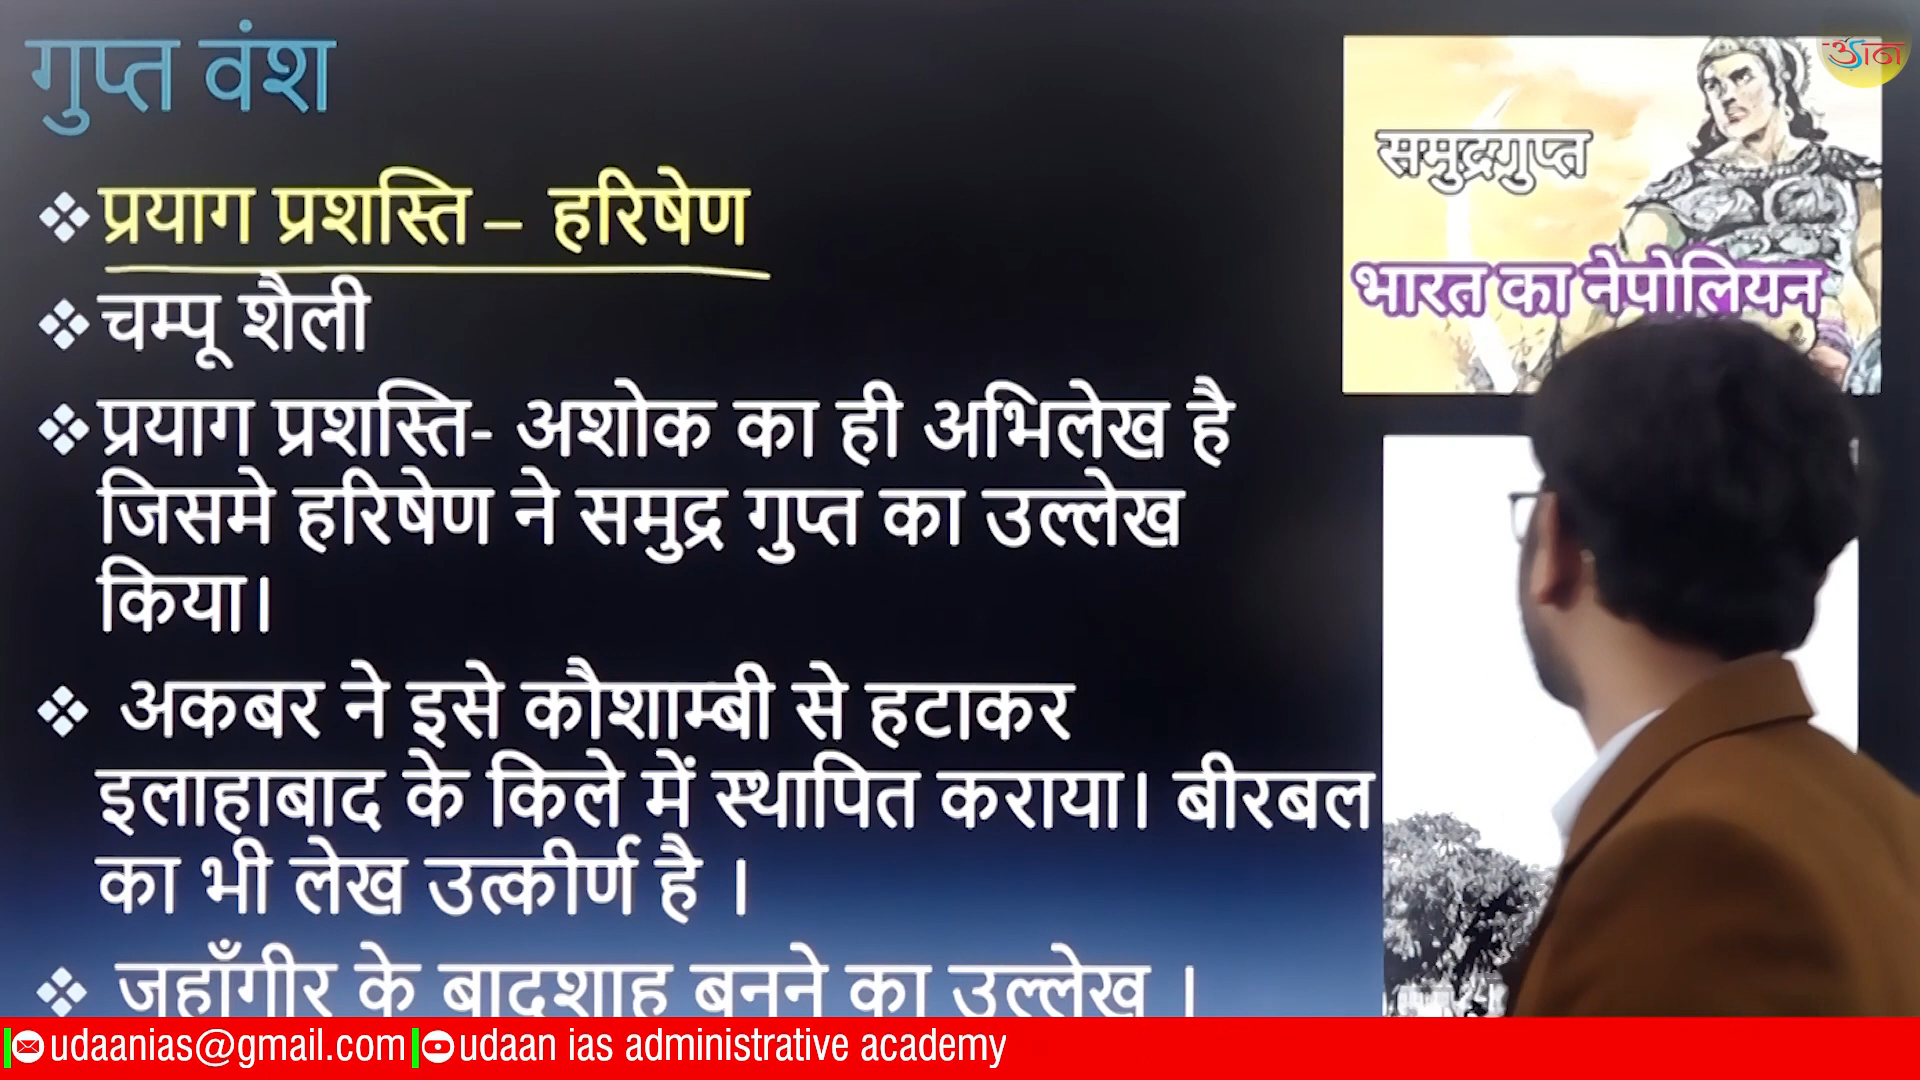 गुप्त वंश
प्रयाग प्रशस्ति – हरिषेण
चम्पू शैली
प्रयाग प्रशस्ति- अशोक का ही अभिलेख है
जिसमे हरिषेण ने समुद्र गुप्त का उल्लेख
किया।
अकबर ने इसे कौशाम्बी से हटाकर
इलाहाबाद के किले में स्थापित कराया। बीरबल
का भी लेख उत्कीर्ण है ।
जहाँगीर के बादशाह बनने का उल्लेख ।
उड़ान
समुद्रगुप्त
भारत का नेपोलियन
udaanias@gmail.com udaan ias administrative academy